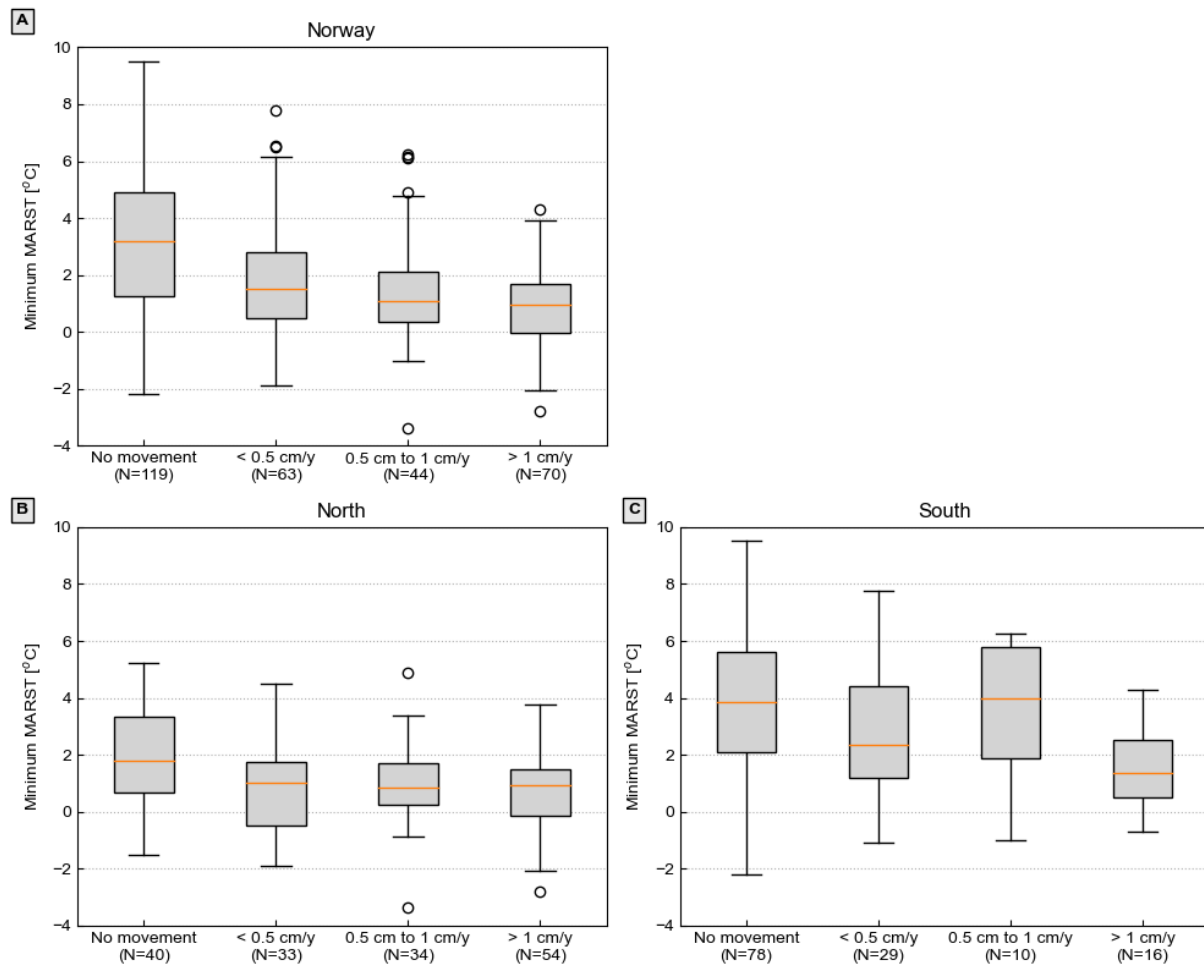 A
Norway
Minimum MARST [°C]
10
8
6
4
2
0
−2
−4
No movement
(N=119)
< 0.5 cm/y
(N=63)
0.5 cm to 1 cm/y
(N=44)
> 1 cm/y
(N=70)
B
North
Minimum MARST [°C]
10
8
6
4
2
0
−2
−4
No movement
(N=40)
< 0.5 cm/y
(N=33)
0.5 cm to 1 cm/y
(N=34)
> 1 cm/y
(N=54)
C
South
Minimum MARST [°C]
10
8
6
4
2
0
−2
−4
No movement
(N=78)
< 0.5 cm/y
(N=29)
0.5 cm to 1 cm/y
(N=10)
> 1 cm/y
(N=16)